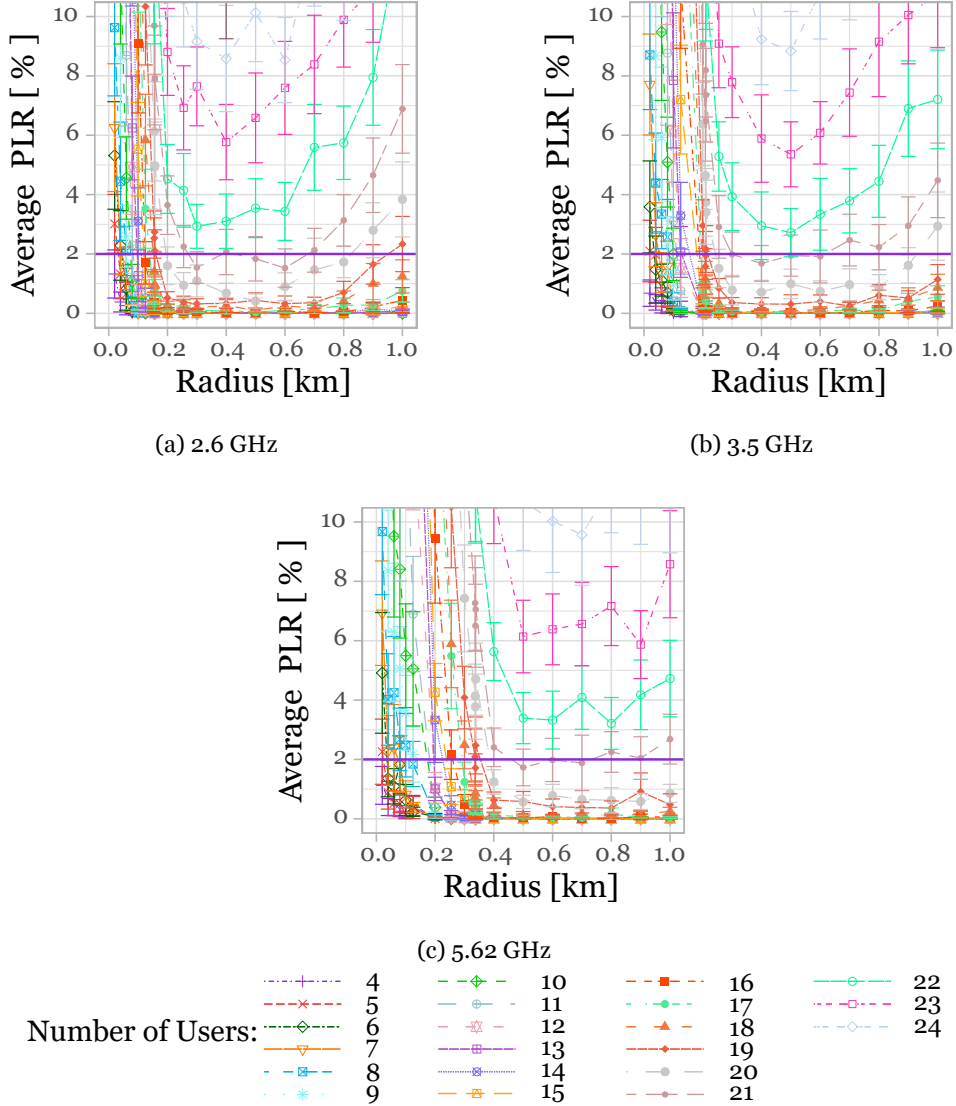 10
8
6
4
2
0
Average PLR [ % ]
0.0 0.2 0.4 0.6 0.8 1.0
Radius [km]
(a) 2.6 GHz
10
8
6
4
2
0
Average PLR [ % ]
0.0 0.2 0.4 0.6 0.8 1.0
Radius [km]
(b) 3.5 GHz
10
8
6
4
2
0
Average PLR [ % ]
0.0 0.2 0.4 0.6 0.8 1.0
Radius [km]
(c) 5.62 GHz
Number of Users:
4 10 16 22
5 11 17 23
6 12 18 24
7 13 19
8 14 20
9 15 21